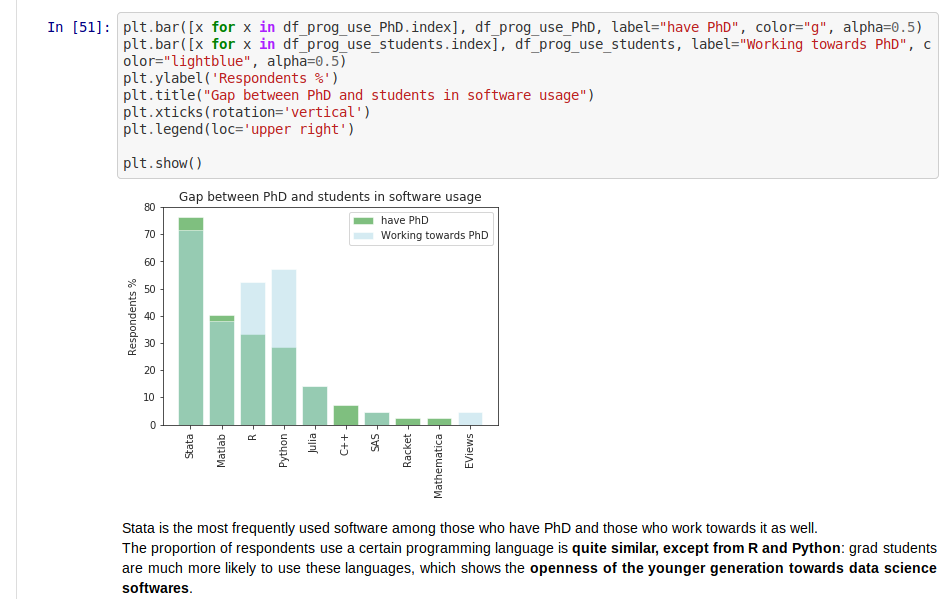 In [51]: plt.bar([x for x in df_prog_use_PhD.index], df_prog_use_PhD, label="have PhD", color="g", alpha=0.5)
plt.bar([x for x in df_prog_use_students.index], df_prog_use_students, label="Working towards PhD", c
olor="lightblue", alpha=0.5)
plt.ylabel('Respondents %')
plt.title("Gap between PhD and students in software usage")
plt.xticks(rotation='vertical')
plt.legend(loc='upper right')
plt.show()
Gap between PhD and students in software usage
have PhD
Working towards PhD
Respondents %
80
70
60
50
40
30
20
10
0
Stata
Matlab
R
Python
Julia
C++
SAS
Racket
Mathematica
EViews
Stata is the most frequently used software among those who have PhD and those who work towards it as well.
The proportion of respondents use a certain programming language is quite similar, except from R and Python: grad students
are much more likely to use these languages, which shows the openness of the younger generation towards data science
softwares.